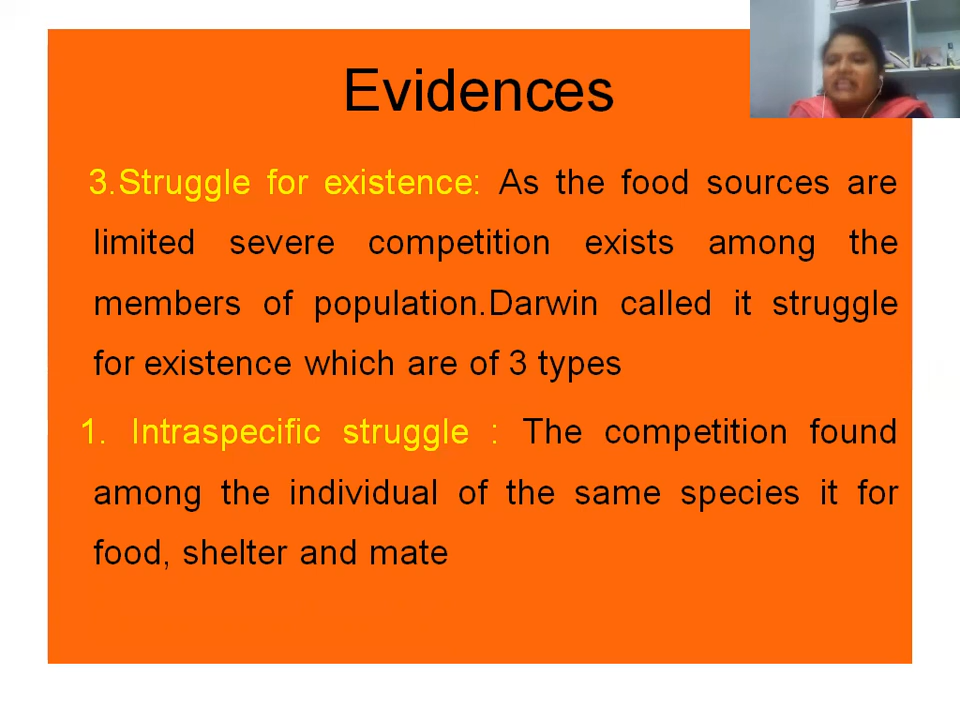 Evidences
3.Struggle for existence: As the food sources are
limited severe competition exists among the
members of population.Darwin called it struggle
for existence which are of 3 types
1. Intraspecific struggle : The competition found
among the individual of the same species it for
food, shelter and mate